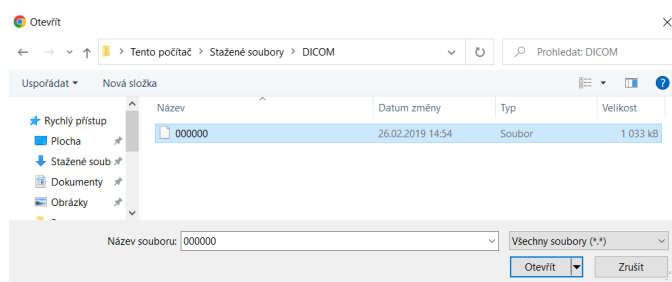 Otevřít
Tento počítač > Stažené soubory > DICOM
Prohledat: DICOM
Uspořádat
Nová složka
Název
Datum změny
Typ
Velikost
Rychlý přístup
Plocha
Stažené soub
Dokumenty
Obrázky
000000
26.02.2019 14:54
Soubor
1 033 kB
Název souboru: 000000
Všechny soubory (*.*)
Otevřít
Zrušit